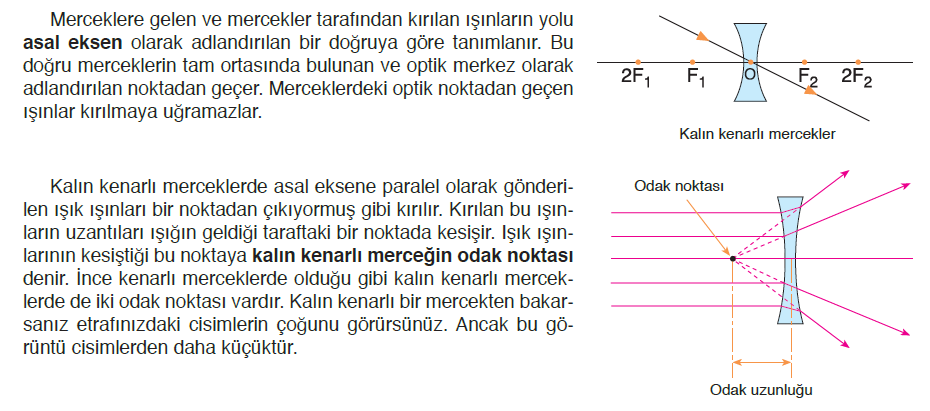 Merceklere gelen ve mercekler tarafından kırılan ışınların yolu
asal eksen olarak adlandırılan bir doğruya göre tanımlanır. Bu
doğru merceklerin tam ortasında bulunan ve optik merkez olarak
adlandırılan noktadan geçer. Merceklerdeki optik noktadan geçen
ışınlar kırılmaya uğramazlar.
2F1 F1 O F2 2F2
Kalın kenarlı mercekler
Kalın kenarlı merceklerde asal eksene paralel olarak gönderi-
len ışık ışınları bir noktadan çıkıyormuş gibi kırılır. Kırılan bu ışın-
ların uzantıları ışığın geldiği taraftaki bir noktada kesişir. Işık ışın-
larının kesiştiği bu noktaya kalın kenarlı merceğin odak noktası
denir. İnce kenarlı merceklerde olduğu gibi kalın kenarlı mercek-
lerde de iki odak noktası vardır. Kalın kenarlı bir mercekten bakar-
sanız etrafınızdaki cisimlerin çoğunu görürsünüz. Ancak bu gö-
rüntü cisimlerden daha küçüktür.
Odak noktası
Odak uzunluğu